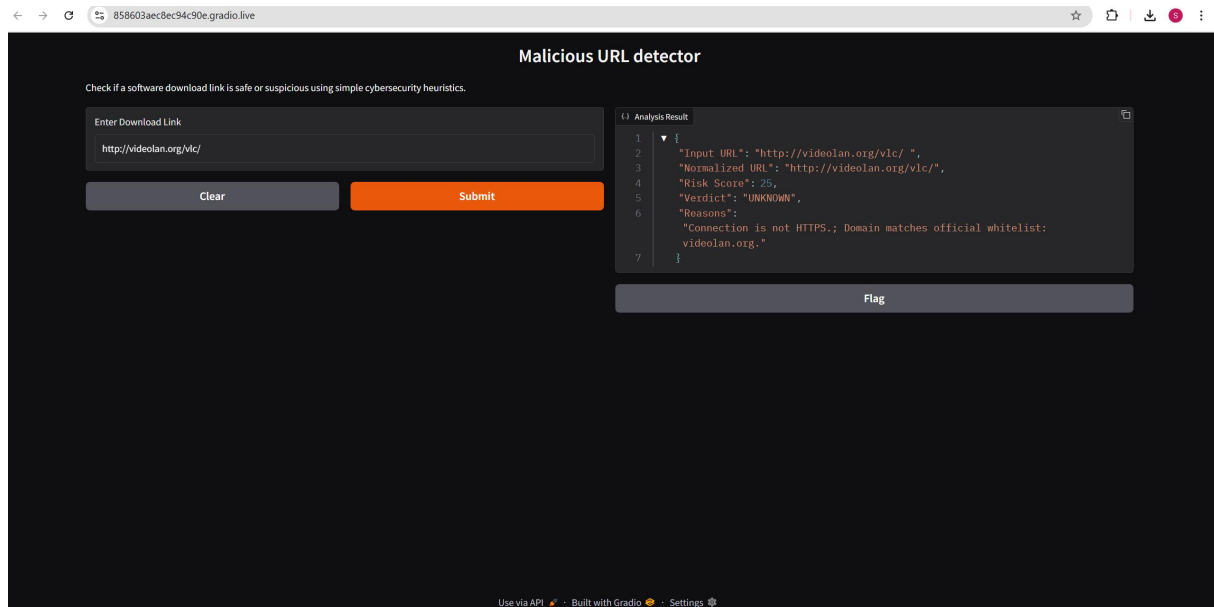 858603aec8ec94c90e.gradio.live
S
Malicious URL detector
Check if a software download link is safe or suspicious using simple cybersecurity heuristics.
Enter Download Link
http://videolan.org/vlc/
Clear
Submit
{·} Analysis Result
1 ▼ {
2 "Input URL": "http://videolan.org/vlc/ ",
3 "Normalized URL": "http://videolan.org/vlc/",
4 "Risk Score": 25,
5 "Verdict": "UNKNOWN",
6 "Reasons":
"Connection is not HTTPS.; Domain matches official whitelist:
videolan.org."
7 }
Flag
Use via API · Built with Gradio · Settings